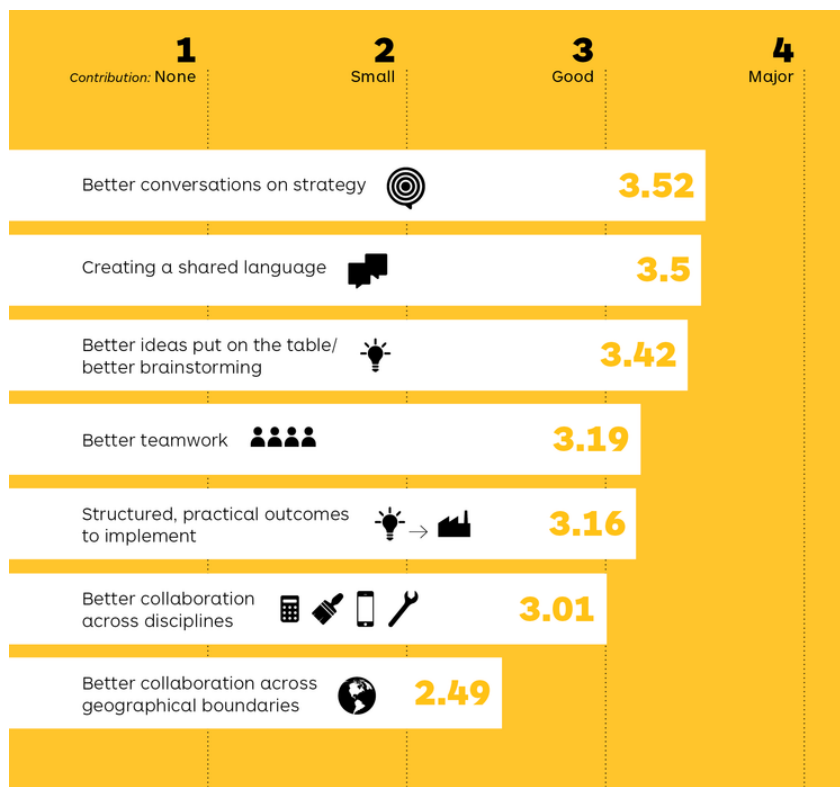 1 2 3 4
Contribution: None Small Good Major
Better conversations on strategy 3.52
Creating a shared language 3.5
Better ideas put on the table/
better brainstorming 3.42
Better teamwork 3.19
Structured, practical outcomes
to implement 3.16
Better collaboration
across disciplines 3.01
Better collaboration across
geographical boundaries 2.49